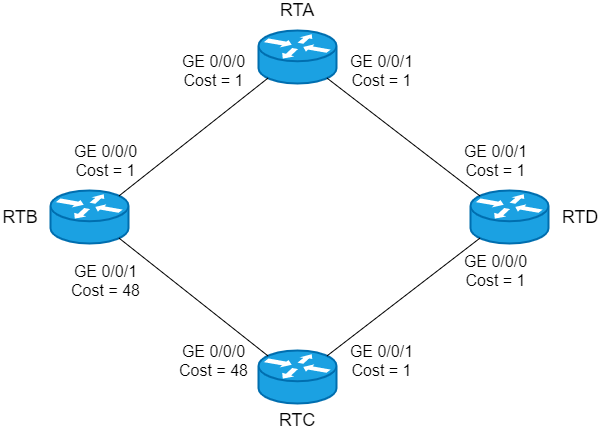 RTA
GE 0/0/0
Cost = 1
GE 0/0/1
Cost = 1
GE 0/0/0
Cost = 1
GE 0/0/1
Cost = 1
RTB
RTD
GE 0/0/1
Cost = 48
GE 0/0/0
Cost = 1
GE 0/0/0
Cost = 48
GE 0/0/1
Cost = 1
RTC